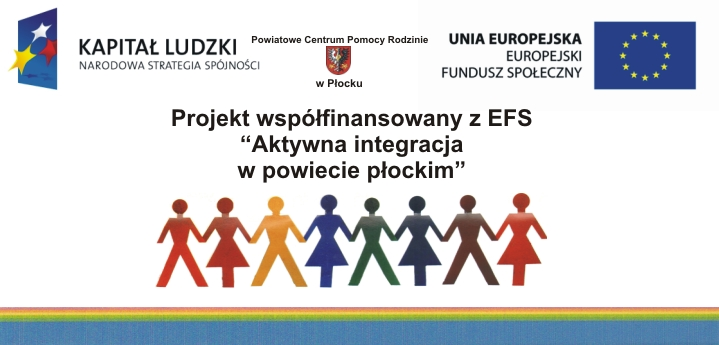 KAPITAŁ LUDZKI
NARODOWA STRATEGIA SPÓJNOŚCI
Powiatowe Centrum Pomocy Rodzinie
w Płocku
UNIA EUROPEJSKA
EUROPEJSKI
FUNDUSZ SPOŁECZNY
Projekt współfinansowany z EFS
“Aktywna integracja
w powiecie płockim”